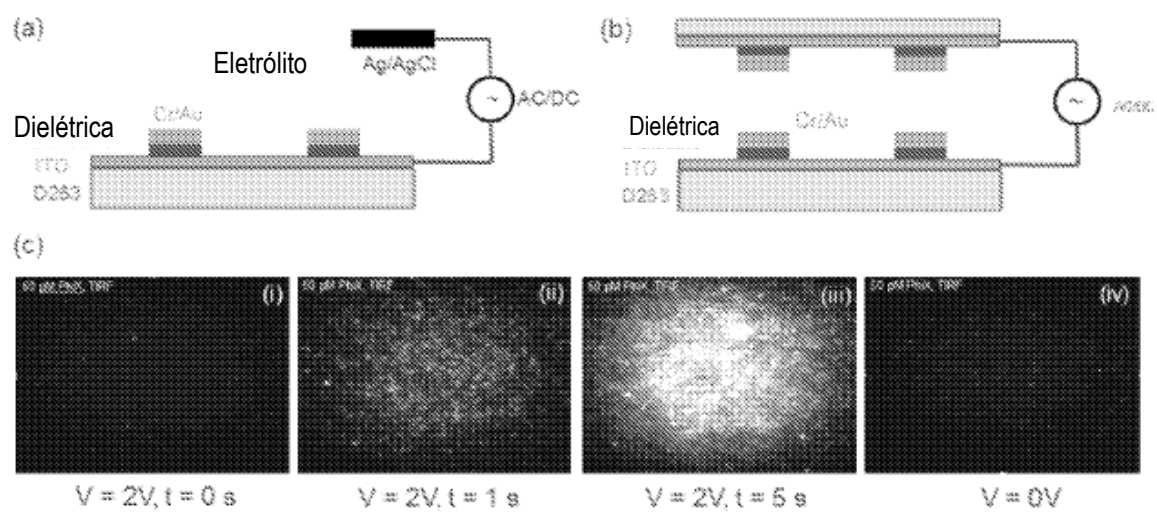 (a)
Eletrólito
Ag/AgCl
AC/DC
Cr/Au
Dielétrica
ITO
D263
(b)
Dielétrica
Cr/Au
ITO
D263
(c)
(i)
(ii)
(iii)
(iv)
V = 2V, t = 0 s
V = 2V, t = 1 s
V = 2V, t = 5 s
V = 0V